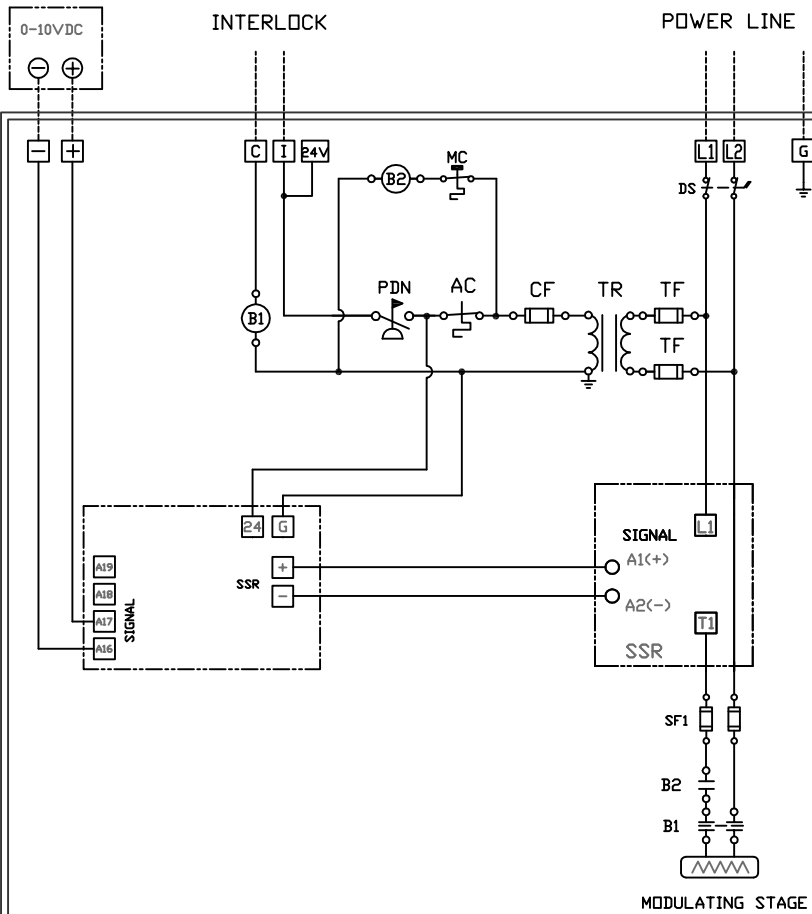 0-10VDC
INTERLOCK
POWER LINE
− +
− + C I 24V L1 L2 G
MC
B2
DS
PDN AC CF TR TF
B1
TF
24 G
L1
SIGNAL
A19
A1(+)
+
SSR
A18
−
A2(-)
A17
SIGNAL
T1
A16
SSR
SF1
B2
B1
MODULATING STAGE